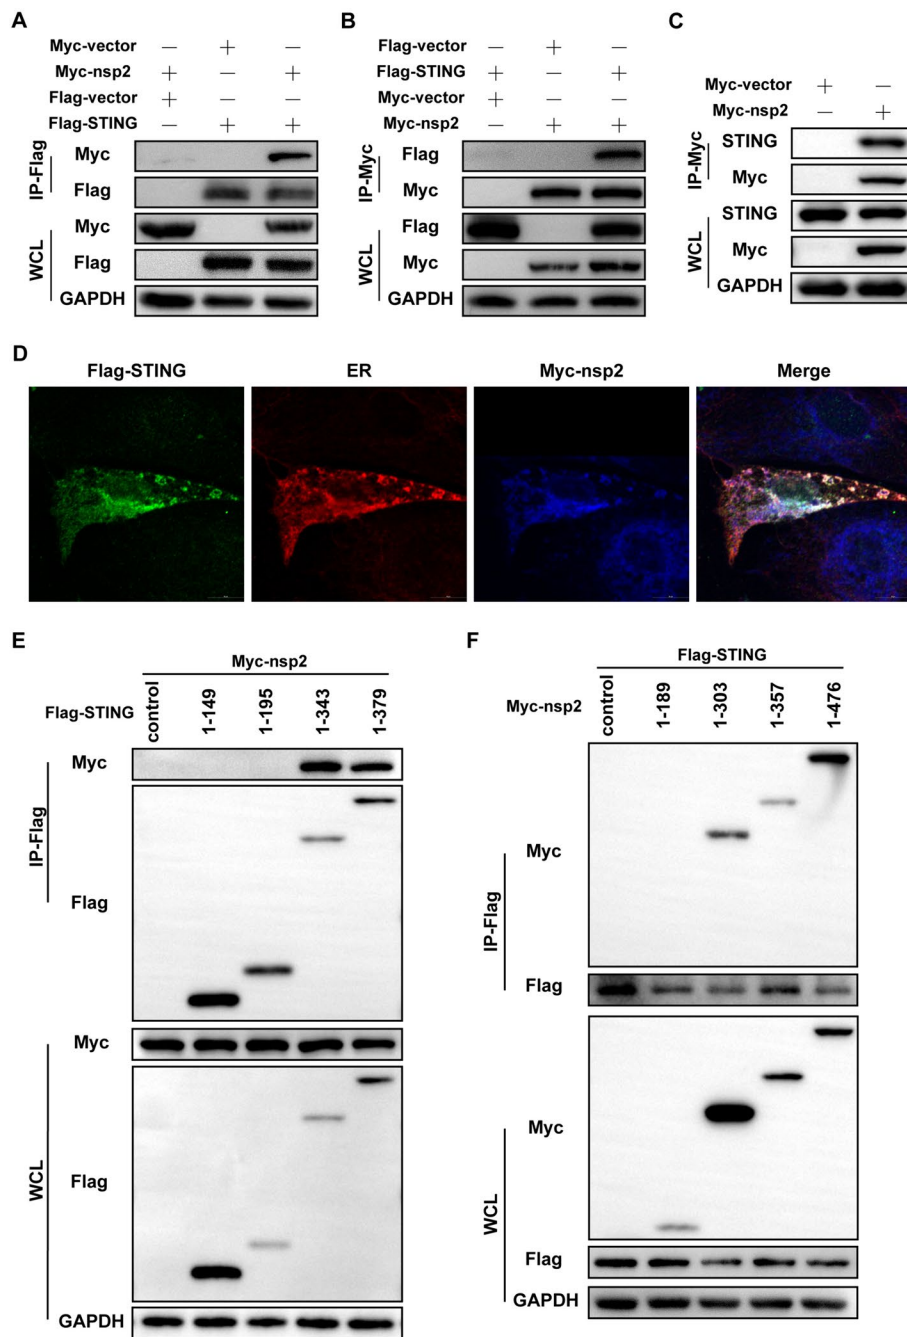 A
Myc-vector — + —
Myc-nsp2 + — +
Flag-vector + — —
Flag-STING — + +
IP-Flag
Myc
Flag
WCL
Myc
Flag
GAPDH
B
Flag-vector — + —
Flag-STING + — +
Myc-vector + — —
Myc-nsp2 — + +
IP-Myc
Flag
Myc
WCL
Flag
Myc
GAPDH
C
Myc-vector + —
Myc-nsp2 — +
IP-Myc
STING
Myc
WCL
STING
Myc
GAPDH
D
Flag-STING ER Myc-nsp2 Merge
E
Myc-nsp2
Flag-STING control 1-149 1-195 1-343 1-379
IP-Flag
Myc
Flag
WCL
Myc
Flag
GAPDH
F
Flag-STING
Myc-nsp2 control 1-189 1-303 1-357 1-476
IP-Flag
Myc
Flag
WCL
Myc
Flag
GAPDH